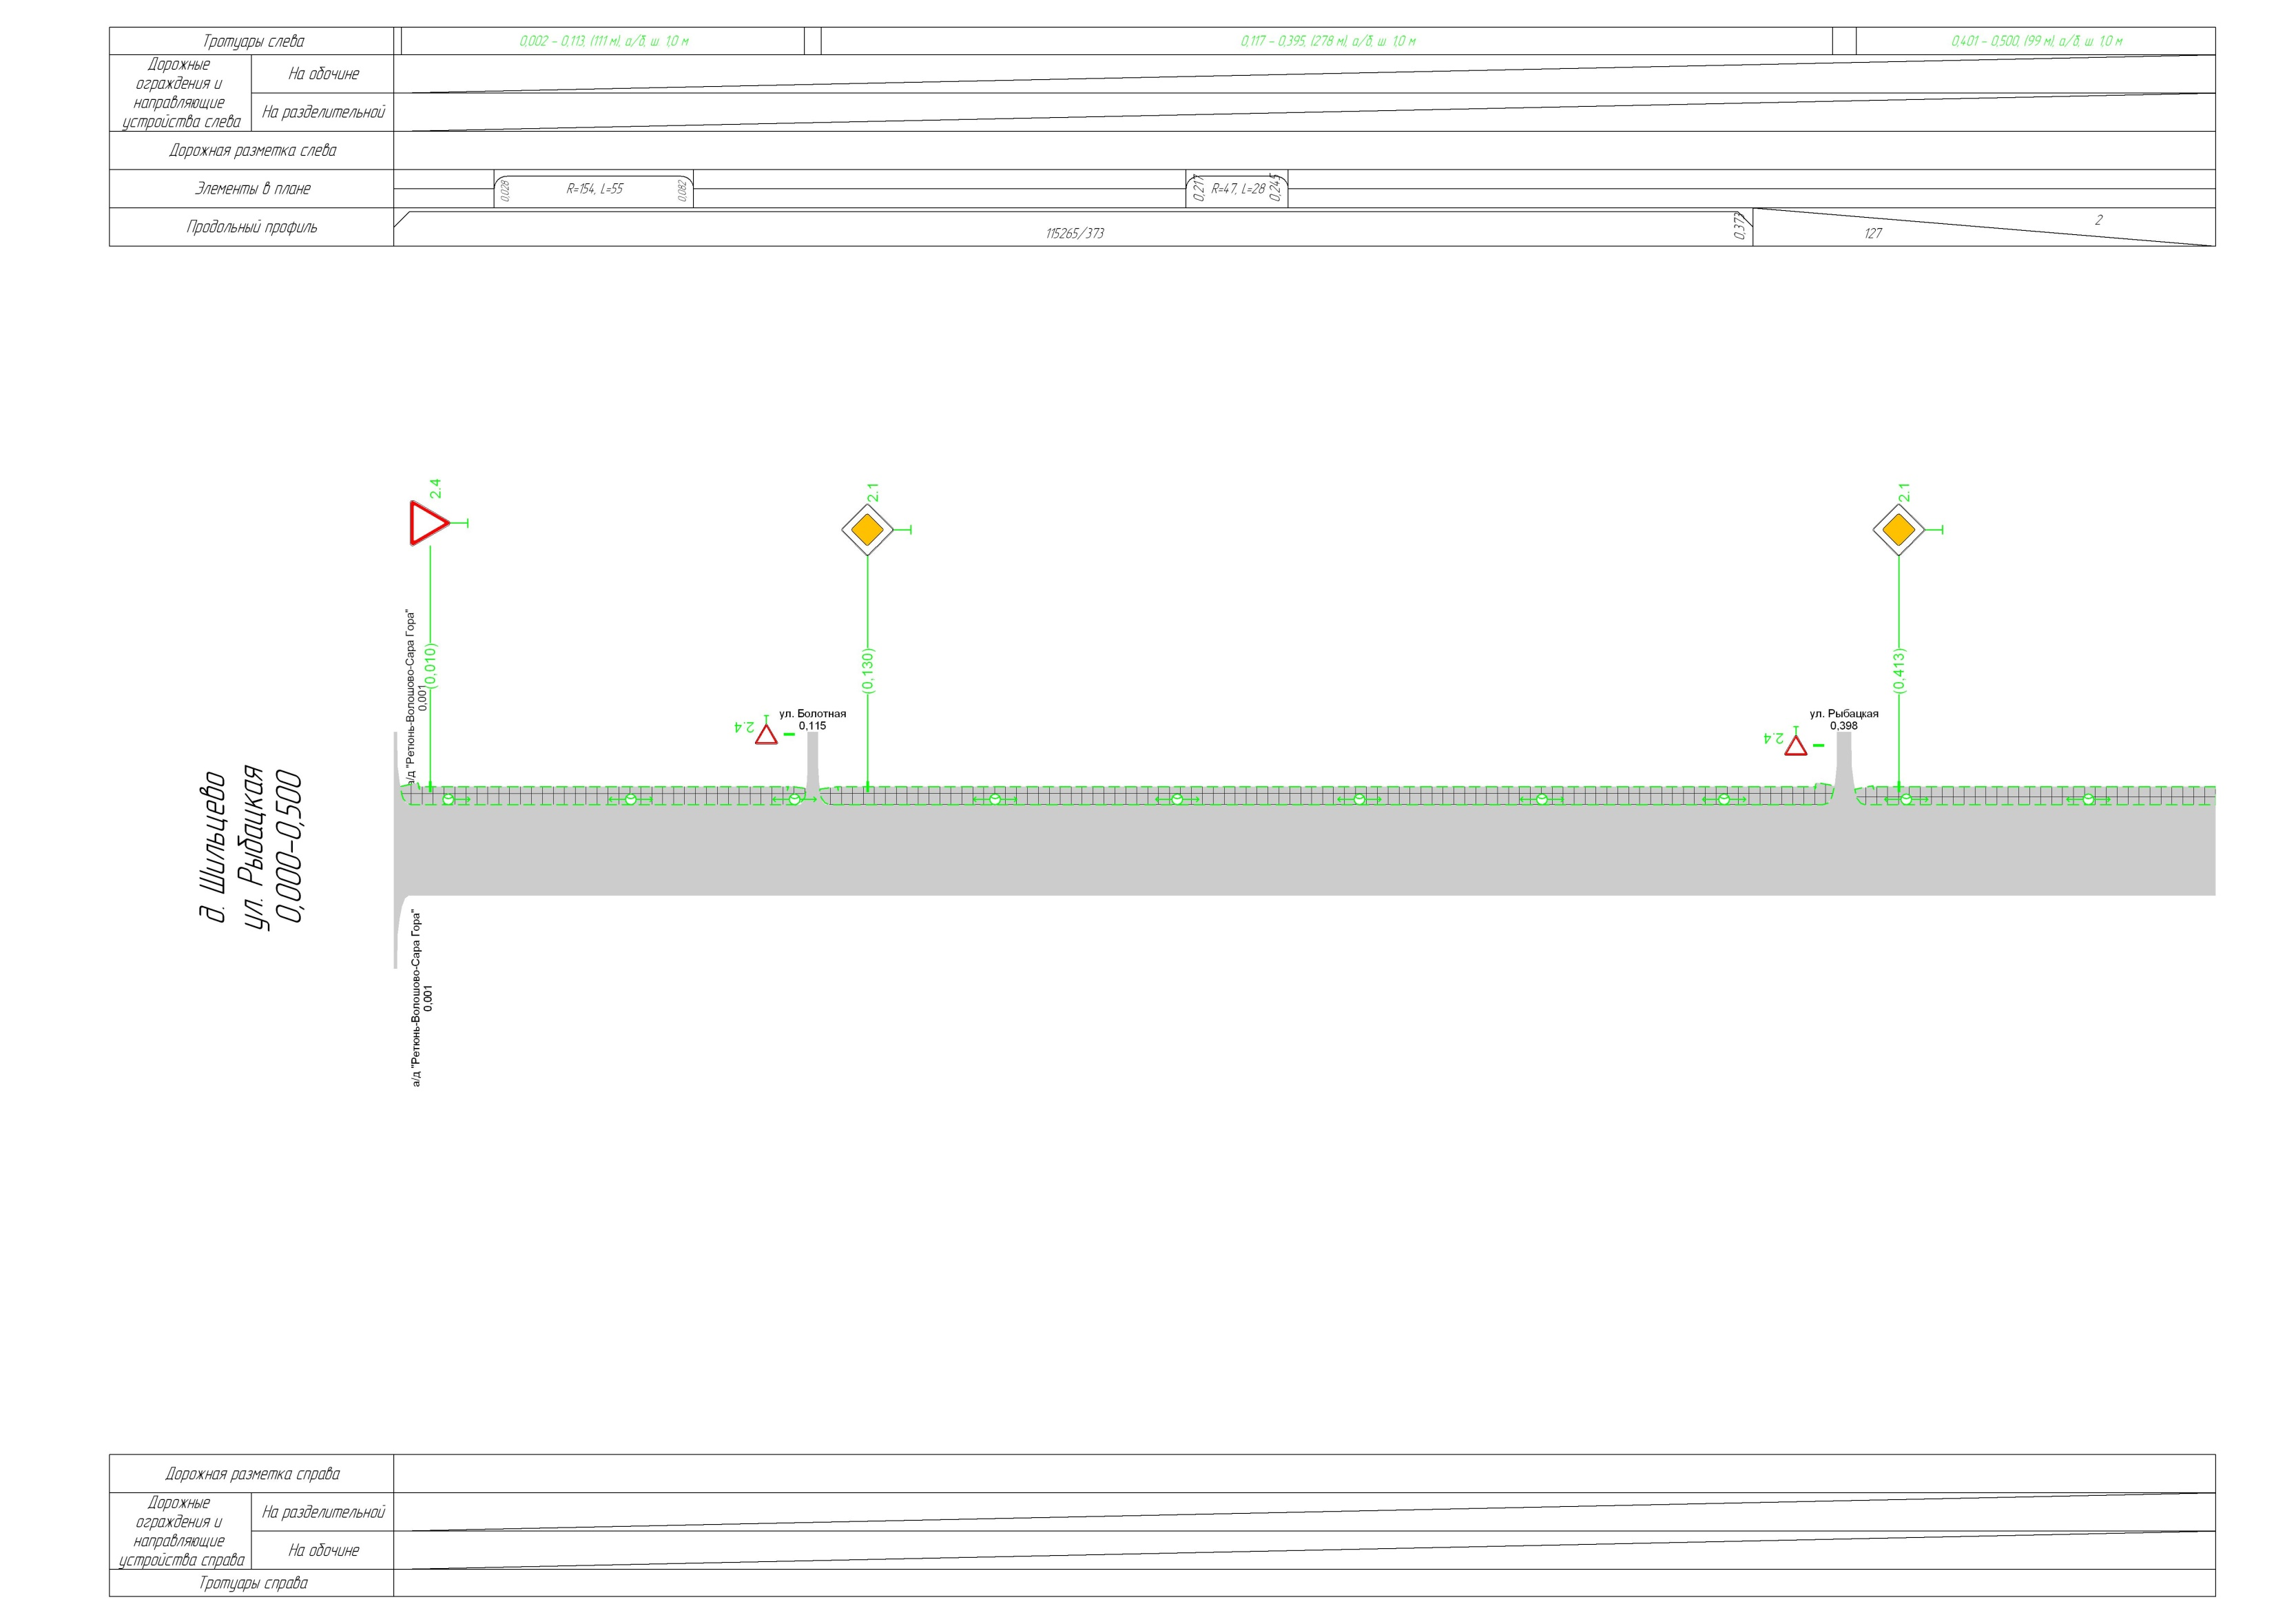 Тротуары слева
0,002 – 0,113, (111 м), а/б, ш. 1,0 м
0,117 – 0,395, (278 м), а/б, ш. 1,0 м
0,401 – 0,500, (99 м), а/б, ш. 1,0 м
Дорожные
ограждения и
направляющие
устройства слева
На обочине
На разделительной
Дорожная разметка слева
Элементы в плане
0,028
R=154, L=55
0,082
0,217
R=47, L=28
0,245
Продольный профиль
115265/373
0,373
127
2
2.4
2.1
2.1
(0,010)
(0,130)
(0,413)
а/д "Ретюнь-Волошово-Сара Гора"
0,001
2.4
ул. Болотная
0,115
2.4
ул. Рыбацкая
0,398
д. Шильцево
ул. Рыбацкая
0,000–0,500
а/д "Ретюнь-Волошово-Сара Гора"
0,001
Дорожная разметка справа
Дорожные
ограждения и
направляющие
устройства справа
На разделительной
На обочине
Тротуары справа